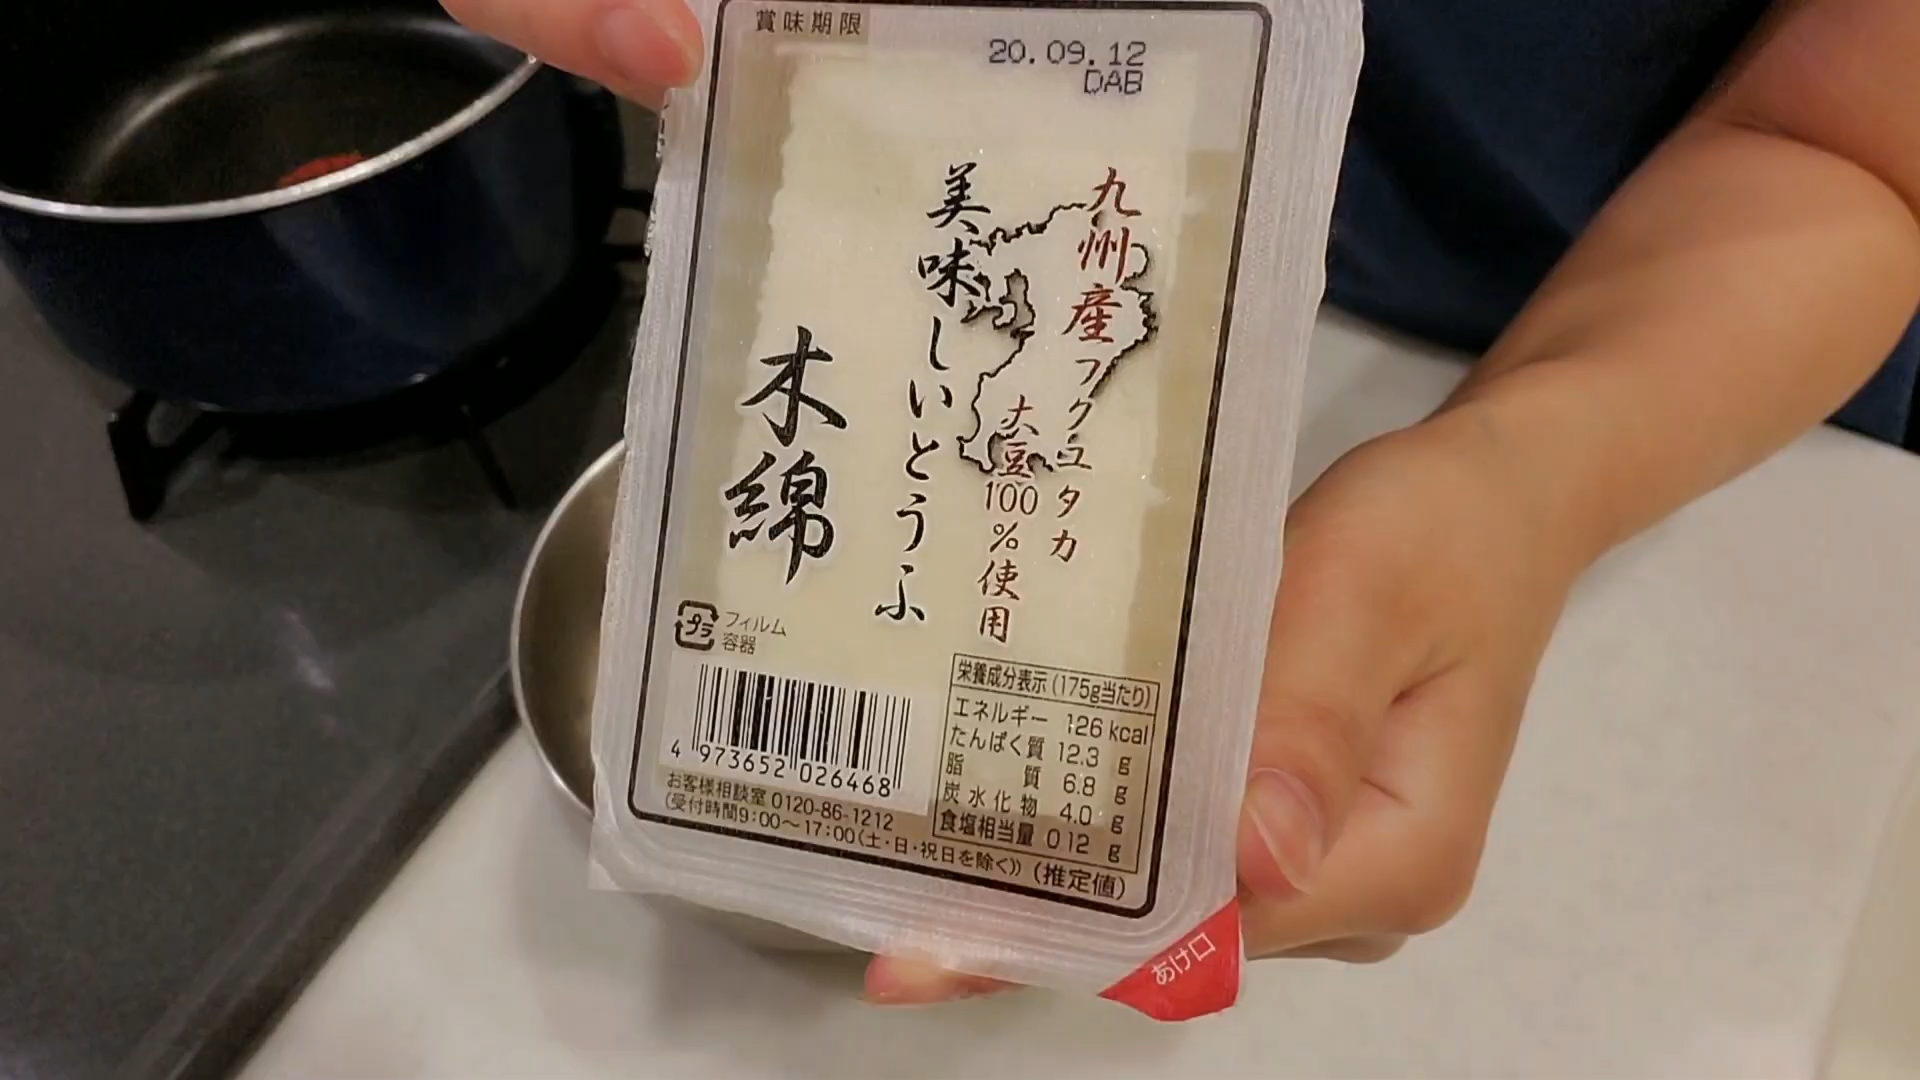 賞味期限
20.09.12
DAB
九州産フクユタカ
大豆100%使用
美味しいとうふ
木綿
プラ
フィルム
容器
4 973652 026468
お客様相談室 0120-86-1212
(受付時間9:00～17:00(土・日・祝日を除く))
栄養成分表示(175g当たり)
エネルギー 126 kcal
たんぱく質 12.3 g
脂質 6.8 g
炭水化物 4.0 g
食塩相当量 0.12 g
(推定値)
あけ口